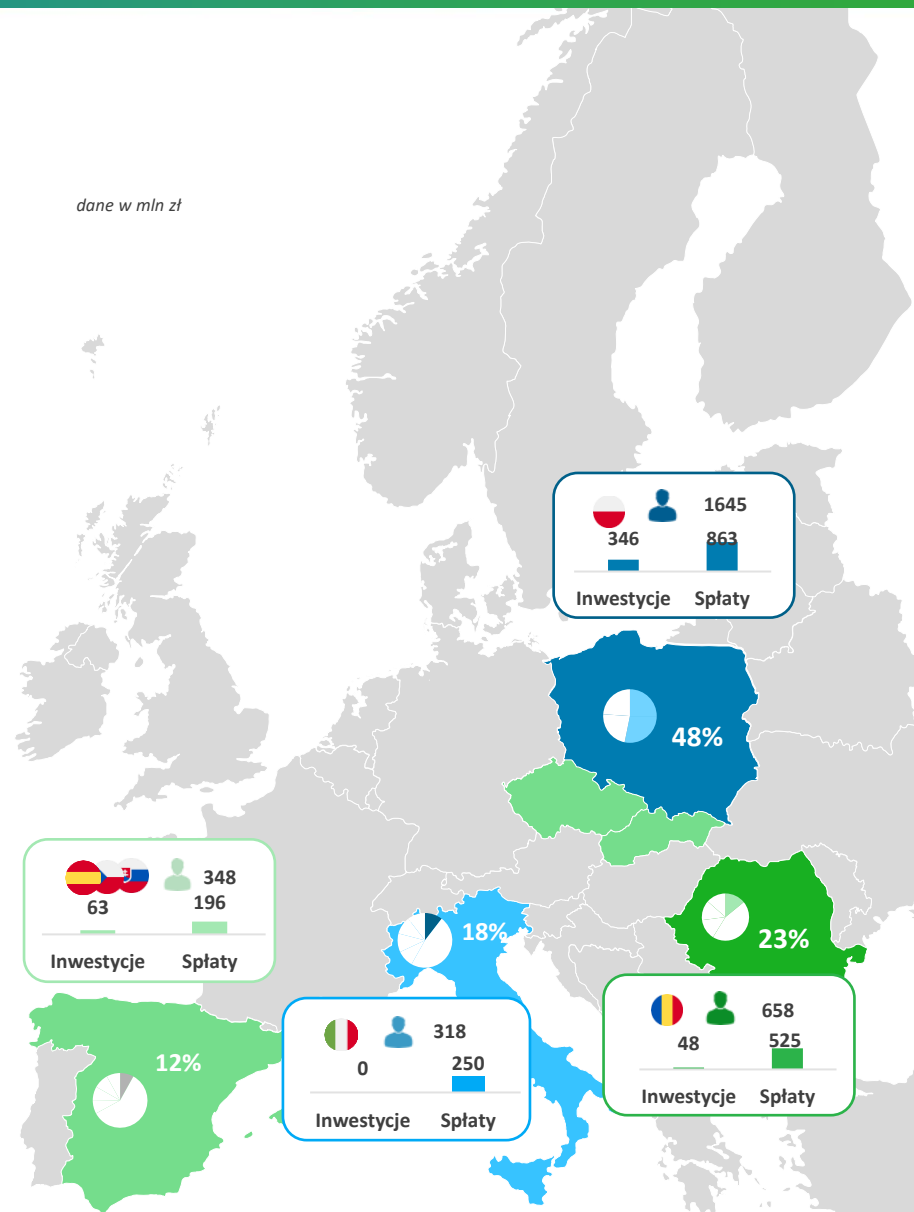 dane w mln zł
1645
346 863
Inwestycje Spłaty
48%
348
63 196
Inwestycje Spłaty
18%
23%
12%
318
0 250
Inwestycje Spłaty
658
48 525
Inwestycje Spłaty